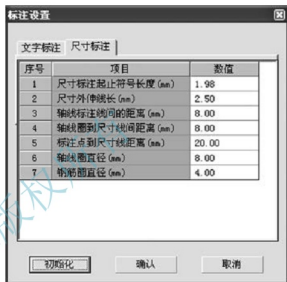 标注设置
文字标注 尺寸标注
序号 项目 数值
1 尺寸标注起止符号长度(mm) 1.98
2 尺寸外伸线长(mm) 2.50
3 轴线标注线间的距离(mm) 8.00
4 轴线圈到尺寸线间距离(mm) 8.00
5 标注点到尺寸线距离(mm) 20.00
6 轴线圈直径(mm) 8.00
7 钢筋圈直径(mm) 4.00
版权
初始化 确认 取消